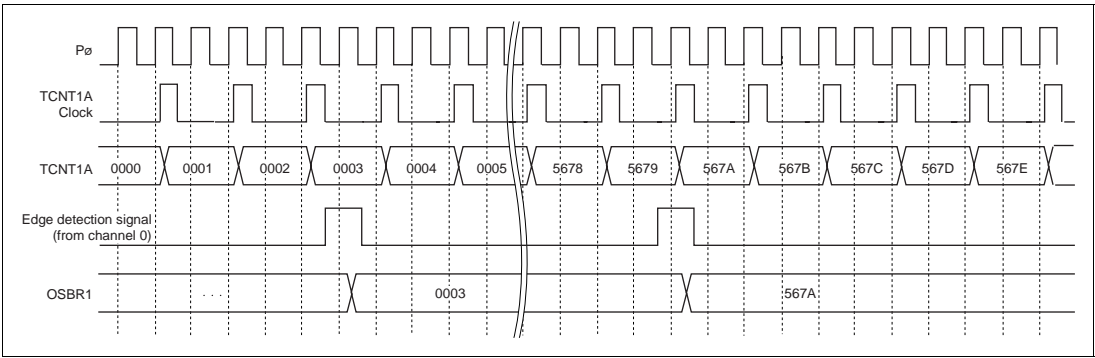 Pø
TCNT1A
Clock
TCNT1A 0000 0001 0002 0003 0004 0005 5678 5679 567A 567B 567C 567D 567E
Edge detection signal
(from channel 0)
OSBR1 . . . 0003 567A